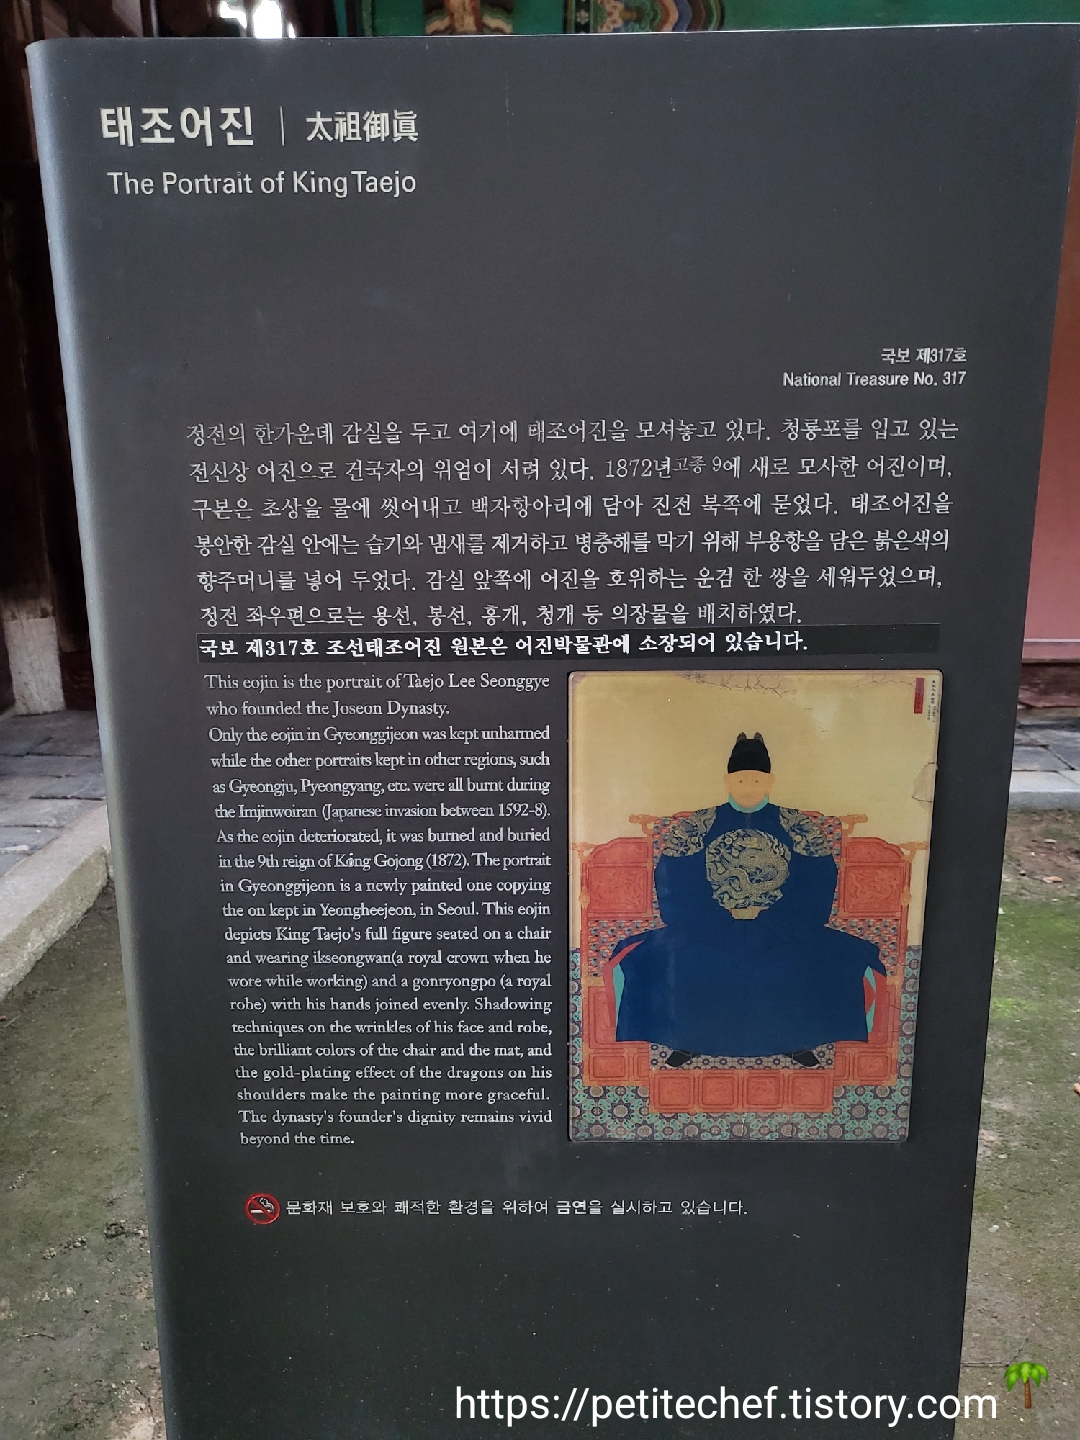 태조어진 | 太祖御眞
The Portrait of King Taejo
국보 제317호
National Treasure No. 317
정전의 한가운데 감실을 두고 여기에 태조어진을 모셔놓고 있다. 청룡포를 입고 있는
전신상 어진으로 건국자의 위엄이 서려 있다. 1872년고종 9에 새로 모사한 어진이며,
구본은 초상을 물에 씻어내고 백자항아리에 담아 진전 북쪽에 묻었다. 태조어진을
봉안한 감실 안에는 습기와 냄새를 제거하고 병충해를 막기 위해 부용향을 담은 붉은색의
향주머니를 넣어 두었다. 감실 앞쪽에 어진을 호위하는 운검 한 쌍을 세워두었으며,
정전 좌우편으로는 용선, 봉선, 홍개, 청개 등 의장물을 배치하였다.
국보 제317호 조선태조어진 원본은 어진박물관에 소장되어 있습니다.
This eojin is the portrait of Taejo Lee Seonggye
who founded the Joseon Dynasty.
Only the eojin in Gyeonggijeon was kept unharmed
while the other portraits kept in other regions, such
as Gyeongju, Pyeongyang, etc. were all burnt during
the Imjinwoiran (Japanese invasion between 1592-8).
As the eojin deteriorated, it was burned and buried
in the 9th reign of King Gojong (1872). The portrait
in Gyeonggijeon is a newly painted one copying
the on kept in Yeongheejeon, in Seoul. This eojin
depicts King Taejo's full figure seated on a chair
and wearing ikseongwan(a royal crown when he
wore while working) and a gonryongpo (a royal
robe) with his hands joined evenly. Shadowing
techniques on the wrinkles of his face and robe,
the brilliant colors of the chair and the mat, and
the gold-plating effect of the dragons on his
shoulders make the painting more graceful.
The dynasty's founder's dignity remains vivid
beyond the time.
문화재 보호와 쾌적한 환경을 위하여 금연을 실시하고 있습니다.
https://petitechef.tistory.com